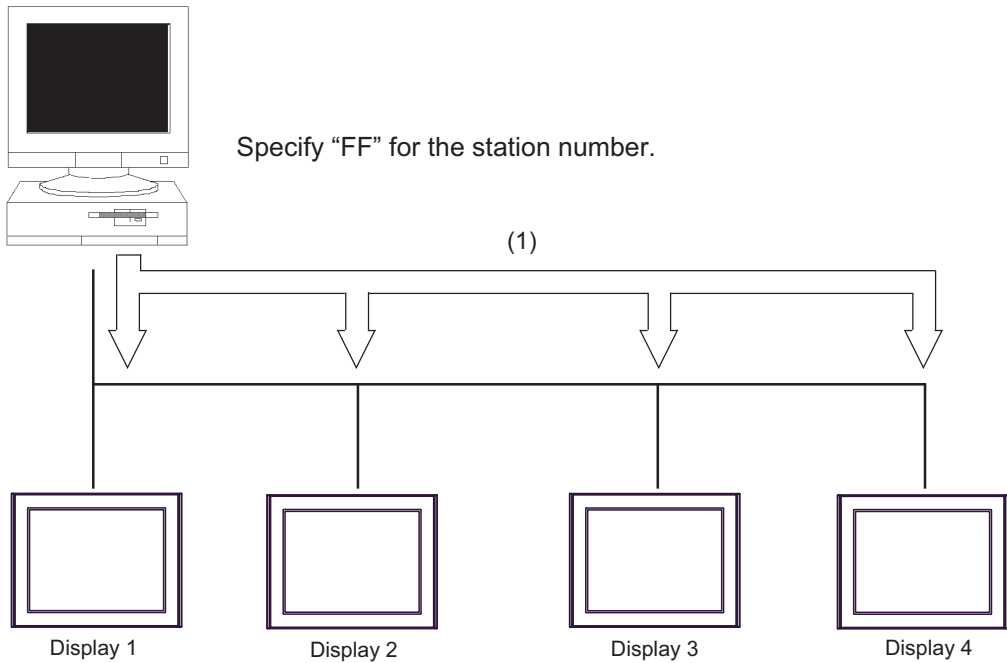 Specify “FF” for the station number.
(1)
Display 1
Display 2
Display 3
Display 4